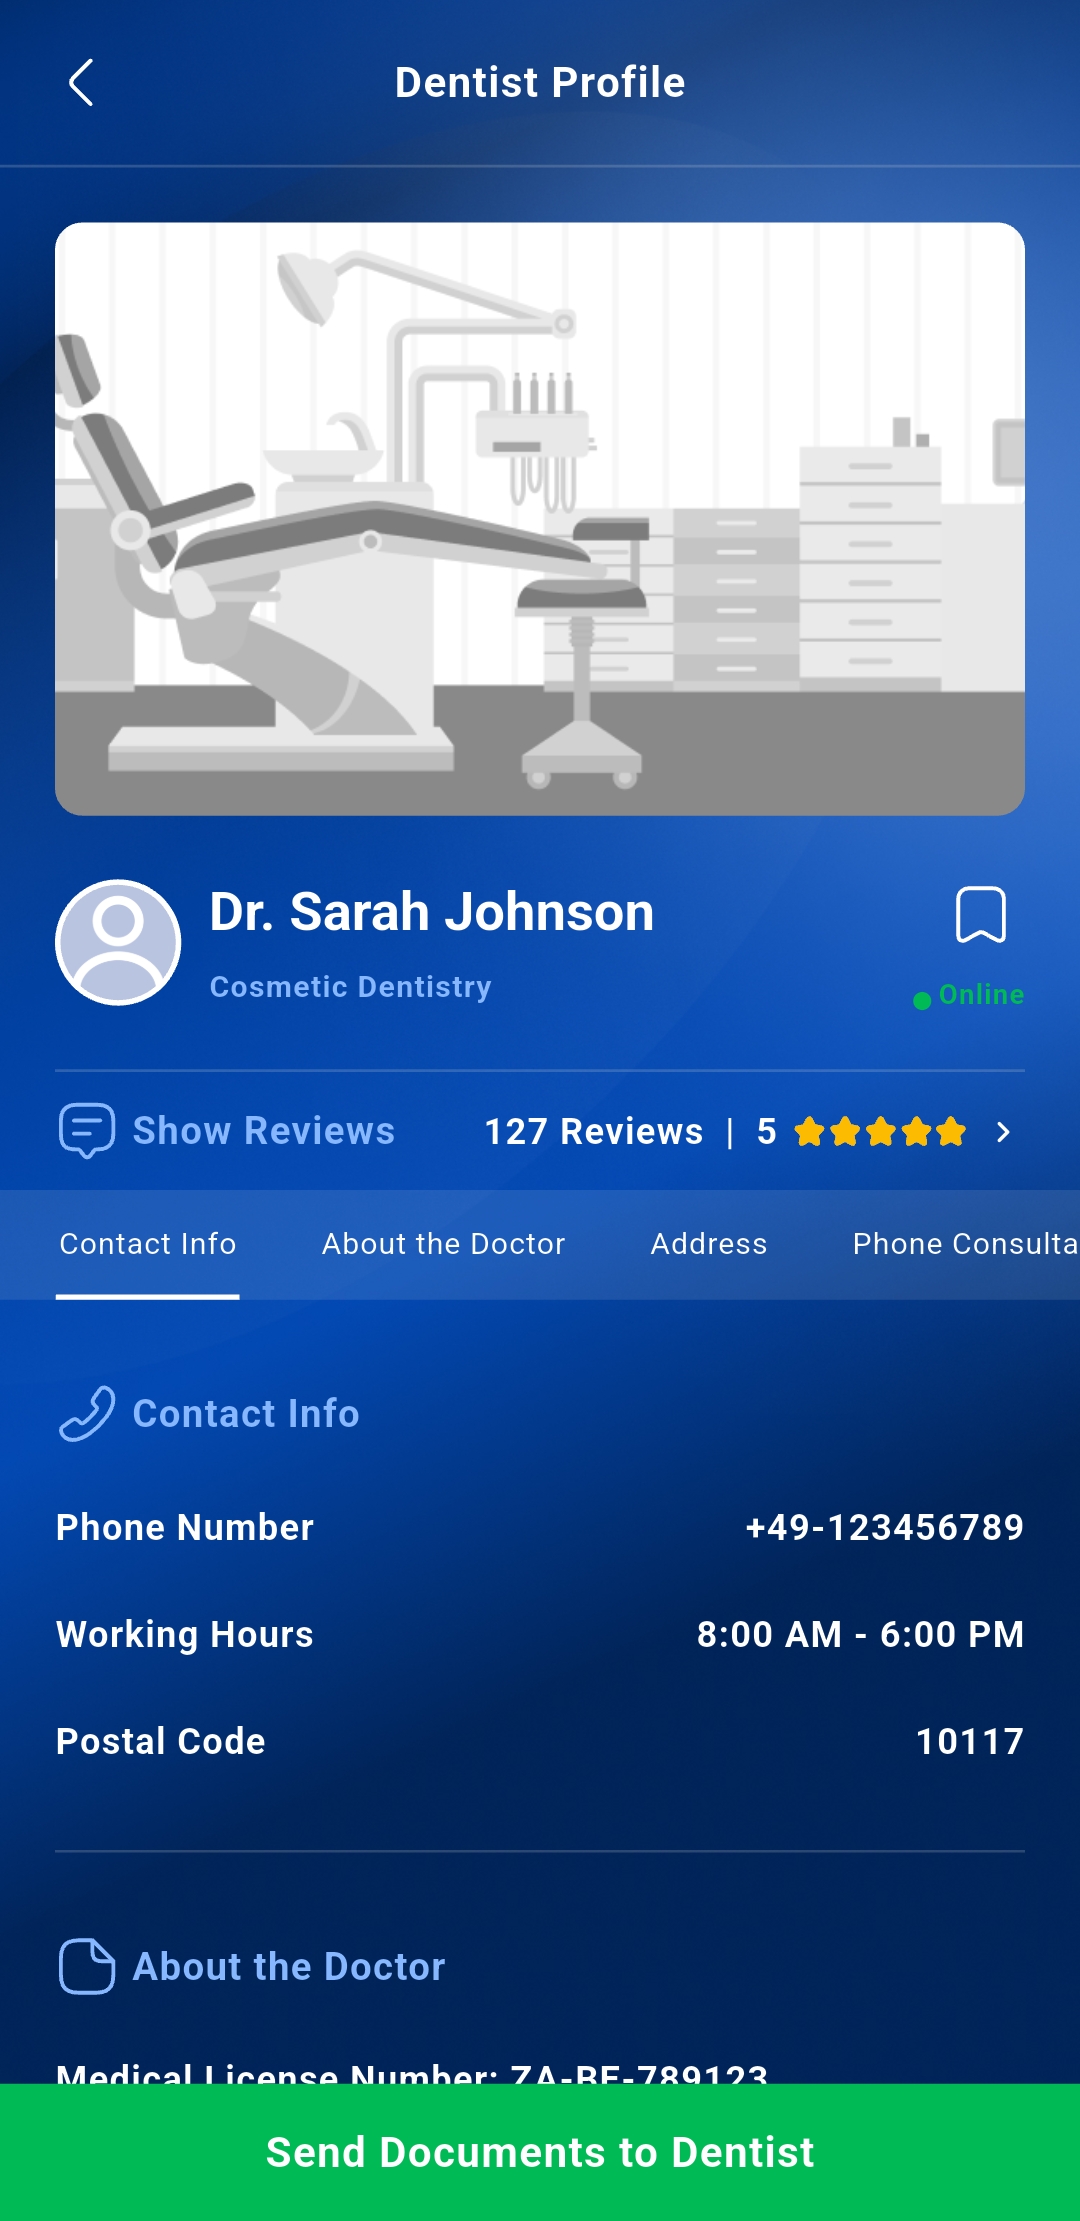 Dentist Profile
Dr. Sarah Johnson
Cosmetic Dentistry
Online
Show Reviews
127 Reviews | 5
Contact Info
About the Doctor
Address
Phone Consulta
Contact Info
Phone Number
+49-123456789
Working Hours
8:00 AM - 6:00 PM
Postal Code
10117
About the Doctor
Medical License Number: ZA-BE-789123
Send Documents to Dentist